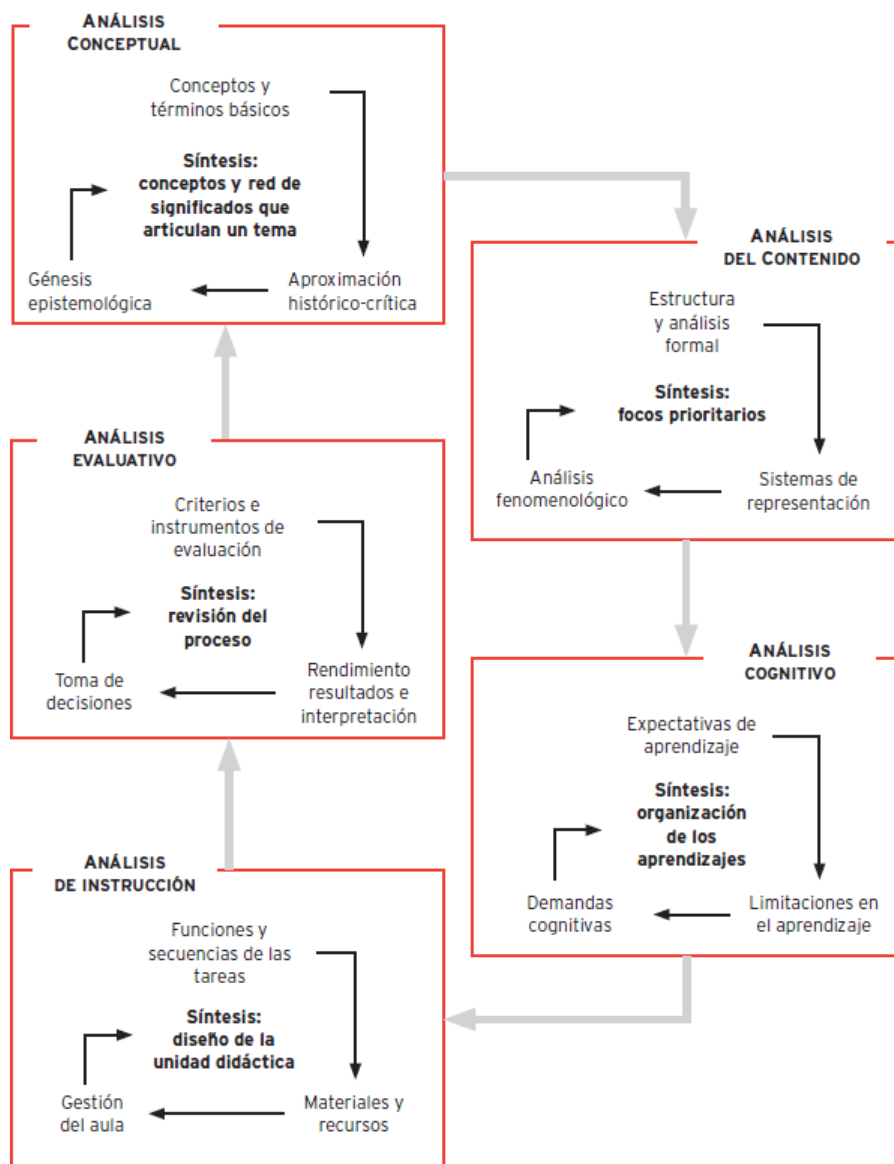 ANÁLISIS
CONCEPTUAL
Conceptos y
términos básicos
Síntesis:
conceptos y red de
significados que
articulan un tema
Génesis
epistemológica
Aproximación
histórico-crítica
ANÁLISIS
DEL CONTENIDO
Estructura
y análisis
formal
Síntesis:
focos prioritarios
Análisis
fenomenológico
Sistemas de
representación
ANÁLISIS
EVALUATIVO
Criterios e
instrumentos de
evaluación
Síntesis:
revisión del
proceso
Toma de
decisiones
Rendimiento
resultados e
interpretación
ANÁLISIS
COGNITIVO
Expectativas de
aprendizaje
Síntesis:
organización
de los
aprendizajes
Demandas
cognitivas
Limitaciones en
el aprendizaje
ANÁLISIS
DE INSTRUCCIÓN
Funciones y
secuencias de las
tareas
Síntesis:
diseño de la
unidad didáctica
Gestión
del aula
Materiales y
recursos